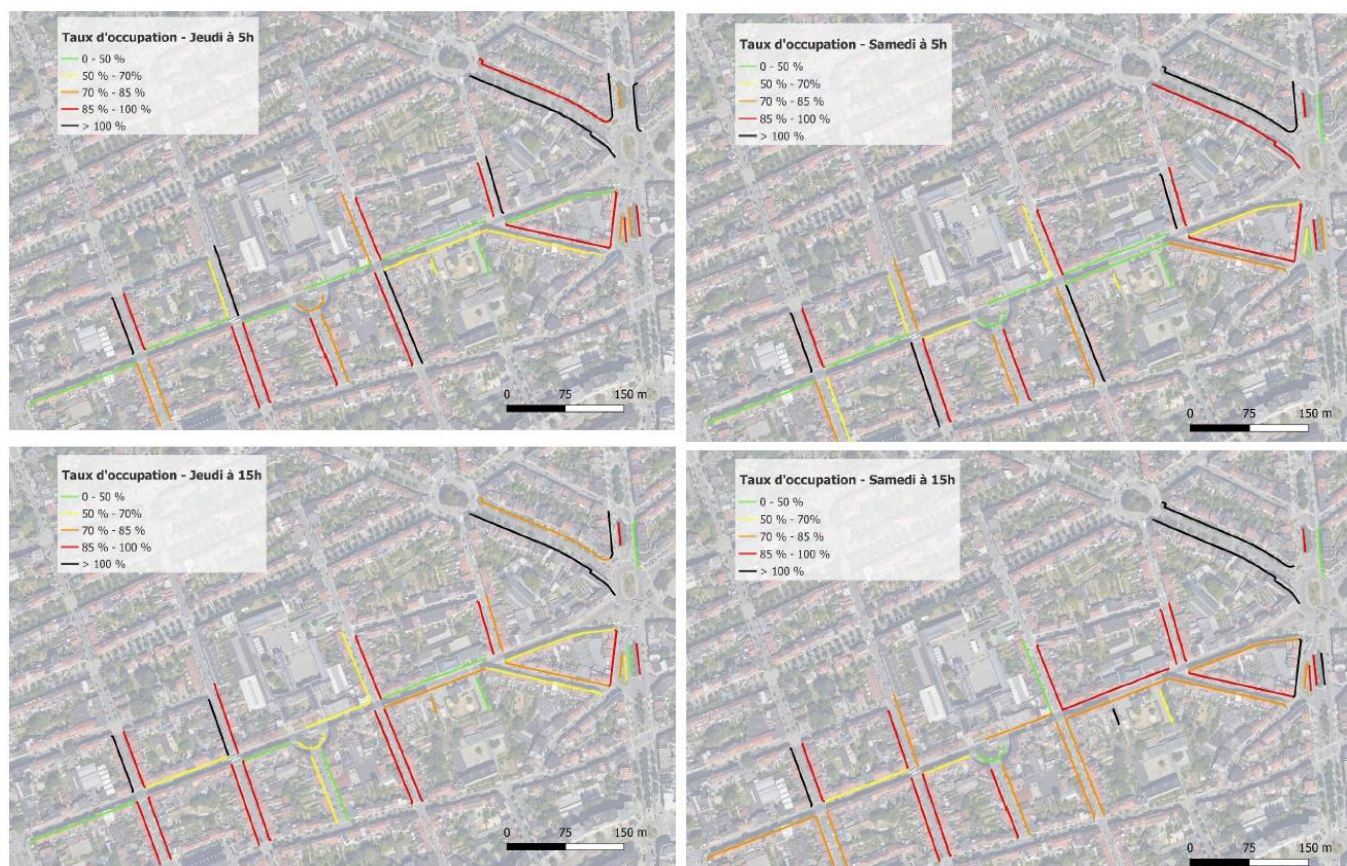 Taux d'occupation - Jeudi à 5h
0 - 50 %
50 % - 70%
70 % - 85 %
85 % - 100 %
> 100 %
0 75 150 m
Taux d'occupation - Samedi à 5h
0 - 50 %
50 % - 70%
70 % - 85 %
85 % - 100 %
> 100 %
0 75 150 m
Taux d'occupation - Jeudi à 15h
0 - 50 %
50 % - 70%
70 % - 85 %
85 % - 100 %
> 100 %
0 75 150 m
Taux d'occupation - Samedi à 15h
0 - 50 %
50 % - 70%
70 % - 85 %
85 % - 100 %
> 100 %
0 75 150 m